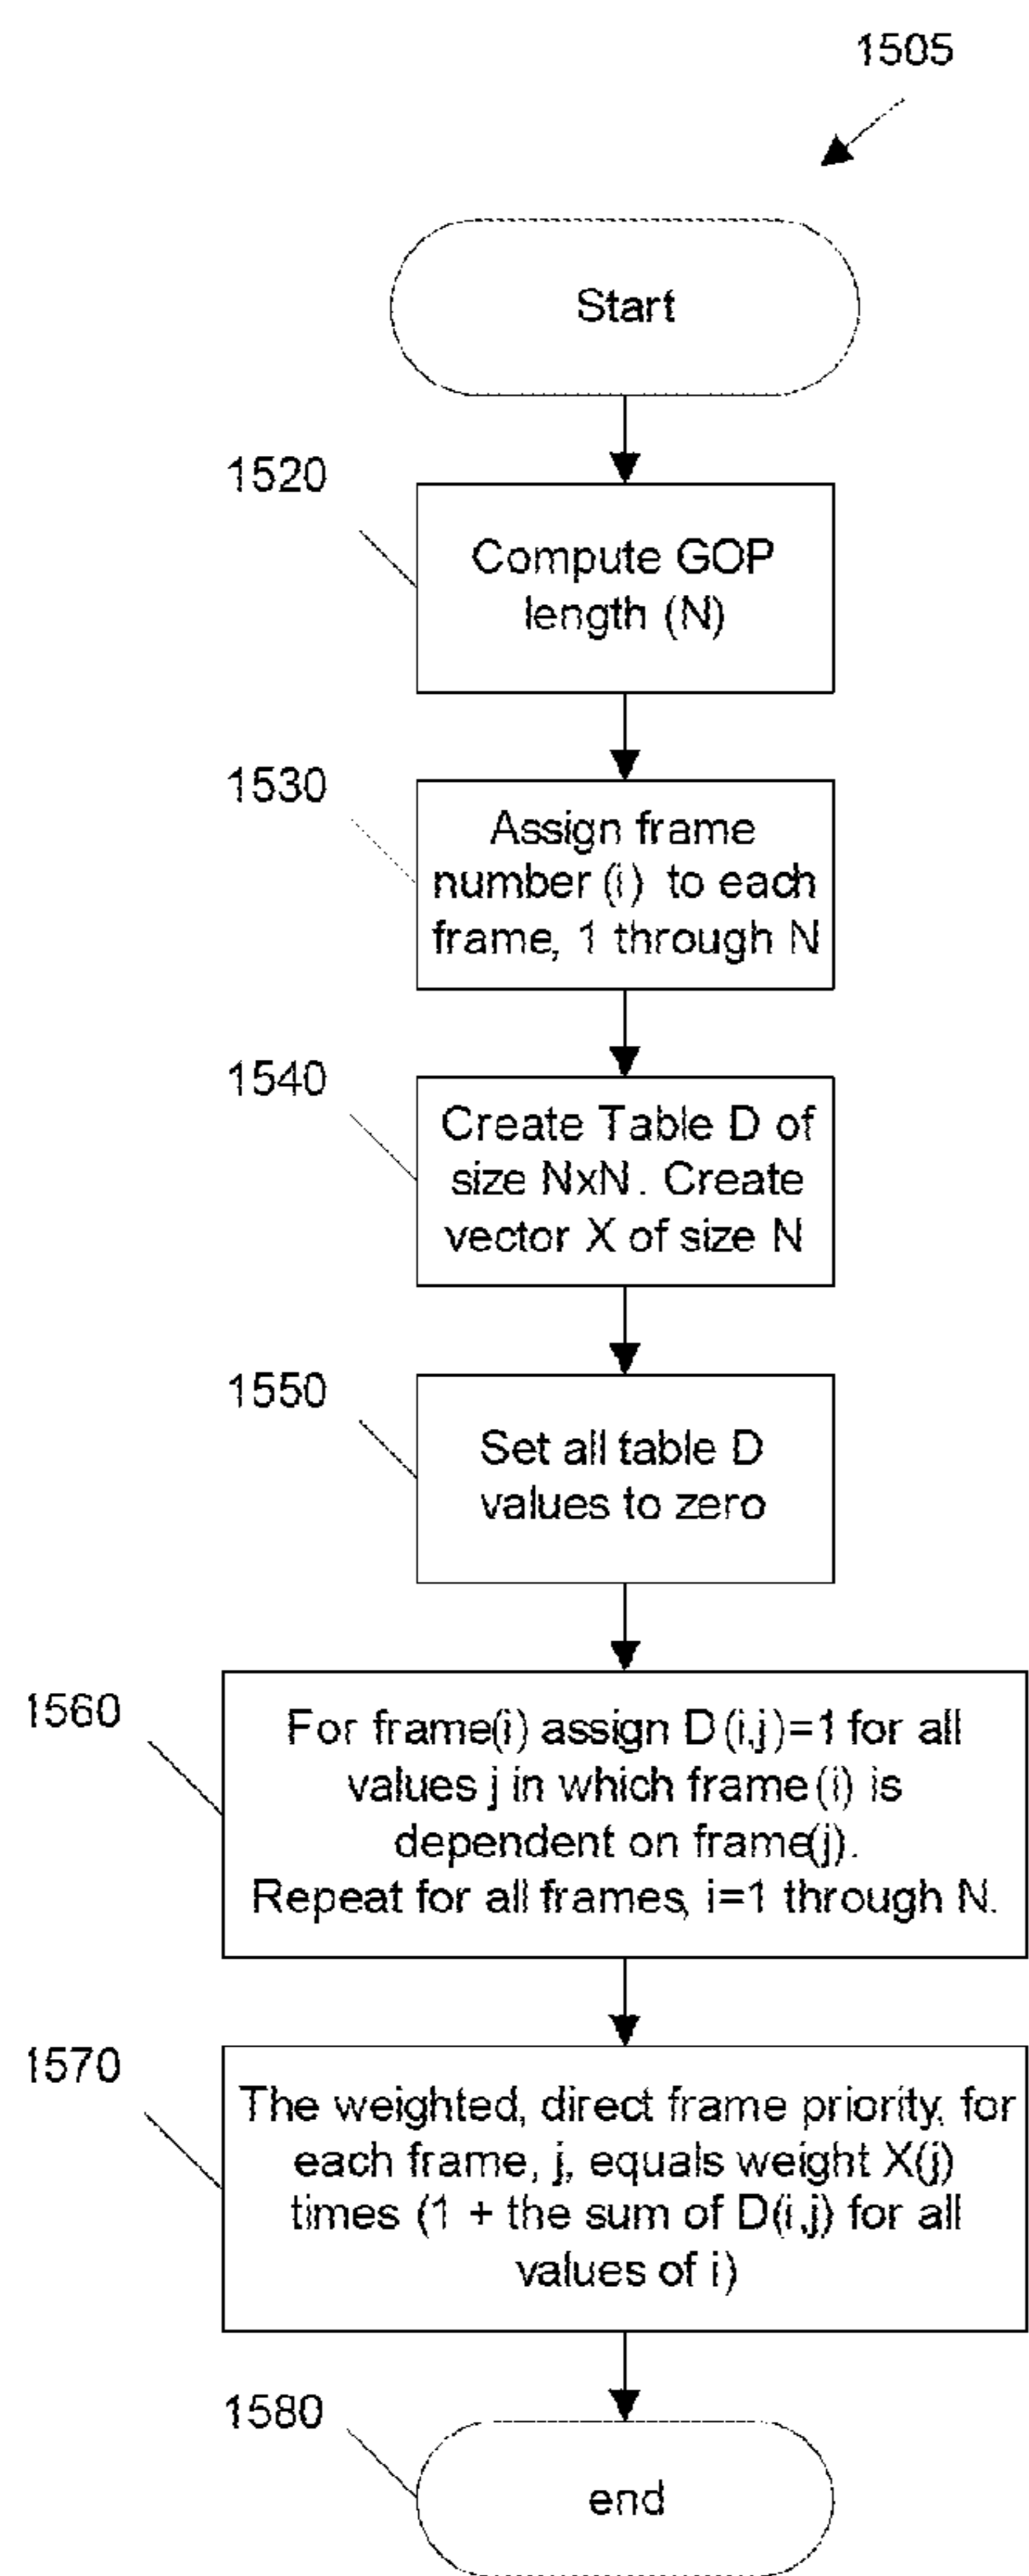 1505
Start
1520
Compute GOP
length (N)
1530
Assign frame
number (i) to each
frame, 1 through N
1540
Create Table D of
size NxN. Create
vector X of size N
1550
Set all table D
values to zero
1560
For frame(i) assign D(i,j)=1 for all
values j in which frame(i) is
dependent on frame(j).
Repeat for all frames, i=1 through N.
1570
The weighted, direct frame priority, for
each frame, j, equals weight X(j)
times (1 + the sum of D(i,j) for all
values of i)
1580
end